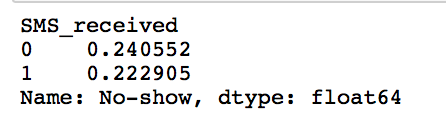 SMS_received
0    0.240552
1    0.222905
Name: No-show, dtype: float64